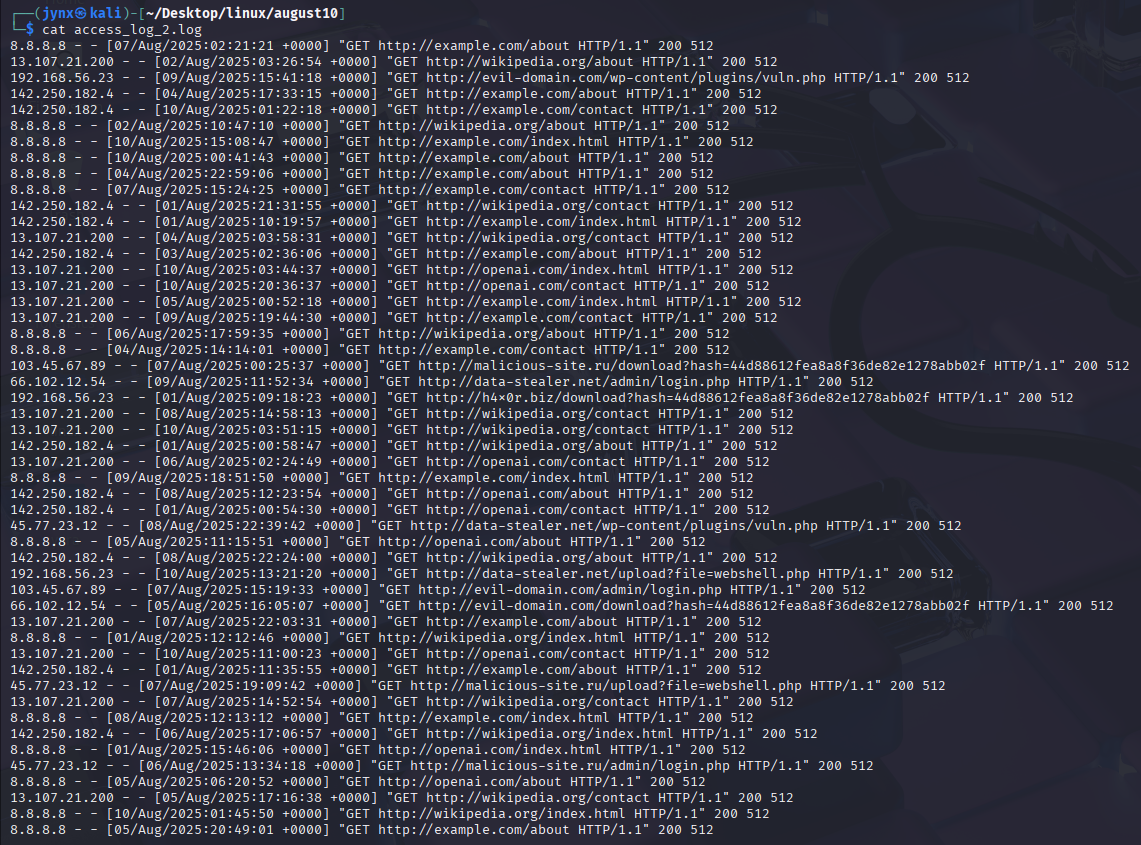 ┌──(jynx㉿kali)-[~/Desktop/linux/august10]
└─$ cat access_log_2.log
8.8.8.8 - - [07/Aug/2025:02:21:21 +0000] "GET http://example.com/about HTTP/1.1" 200 512
13.107.21.200 - - [02/Aug/2025:03:26:54 +0000] "GET http://wikipedia.org/about HTTP/1.1" 200 512
192.168.56.23 - - [09/Aug/2025:15:41:18 +0000] "GET http://evil-domain.com/wp-content/plugins/vuln.php HTTP/1.1" 200 512
142.250.182.4 - - [04/Aug/2025:17:33:15 +0000] "GET http://example.com/about HTTP/1.1" 200 512
142.250.182.4 - - [10/Aug/2025:01:22:18 +0000] "GET http://example.com/contact HTTP/1.1" 200 512
8.8.8.8 - - [02/Aug/2025:10:47:10 +0000] "GET http://wikipedia.org/about HTTP/1.1" 200 512
8.8.8.8 - - [10/Aug/2025:15:08:47 +0000] "GET http://example.com/index.html HTTP/1.1" 200 512
8.8.8.8 - - [10/Aug/2025:00:41:43 +0000] "GET http://example.com/about HTTP/1.1" 200 512
8.8.8.8 - - [04/Aug/2025:22:59:06 +0000] "GET http://example.com/about HTTP/1.1" 200 512
8.8.8.8 - - [07/Aug/2025:15:24:25 +0000] "GET http://example.com/contact HTTP/1.1" 200 512
142.250.182.4 - - [01/Aug/2025:21:31:55 +0000] "GET http://wikipedia.org/contact HTTP/1.1" 200 512
142.250.182.4 - - [01/Aug/2025:10:19:57 +0000] "GET http://example.com/index.html HTTP/1.1" 200 512
13.107.21.200 - - [04/Aug/2025:03:58:31 +0000] "GET http://wikipedia.org/contact HTTP/1.1" 200 512
142.250.182.4 - - [03/Aug/2025:02:36:06 +0000] "GET http://example.com/about HTTP/1.1" 200 512
13.107.21.200 - - [10/Aug/2025:03:44:37 +0000] "GET http://openai.com/index.html HTTP/1.1" 200 512
13.107.21.200 - - [10/Aug/2025:20:36:37 +0000] "GET http://openai.com/contact HTTP/1.1" 200 512
13.107.21.200 - - [05/Aug/2025:00:52:18 +0000] "GET http://example.com/index.html HTTP/1.1" 200 512
13.107.21.200 - - [09/Aug/2025:19:44:30 +0000] "GET http://example.com/contact HTTP/1.1" 200 512
8.8.8.8 - - [06/Aug/2025:17:59:35 +0000] "GET http://wikipedia.org/about HTTP/1.1" 200 512
8.8.8.8 - - [04/Aug/2025:14:14:01 +0000] "GET http://example.com/contact HTTP/1.1" 200 512
103.45.67.89 - - [07/Aug/2025:00:25:37 +0000] "GET http://malicious-site.ru/download?hash=44d88612fea8a8f36de82e1278abb02f HTTP/1.1" 200 512
66.102.12.54 - - [09/Aug/2025:11:52:34 +0000] "GET http://data-stealer.net/admin/login.php HTTP/1.1" 200 512
192.168.56.23 - - [01/Aug/2025:09:18:23 +0000] "GET http://h4x0r.biz/download?hash=44d88612fea8a8f36de82e1278abb02f HTTP/1.1" 200 512
13.107.21.200 - - [08/Aug/2025:14:58:13 +0000] "GET http://wikipedia.org/contact HTTP/1.1" 200 512
13.107.21.200 - - [10/Aug/2025:03:51:15 +0000] "GET http://wikipedia.org/contact HTTP/1.1" 200 512
142.250.182.4 - - [01/Aug/2025:00:58:47 +0000] "GET http://wikipedia.org/about HTTP/1.1" 200 512
13.107.21.200 - - [06/Aug/2025:02:24:49 +0000] "GET http://openai.com/contact HTTP/1.1" 200 512
8.8.8.8 - - [09/Aug/2025:18:51:50 +0000] "GET http://example.com/index.html HTTP/1.1" 200 512
142.250.182.4 - - [08/Aug/2025:12:23:54 +0000] "GET http://openai.com/about HTTP/1.1" 200 512
142.250.182.4 - - [01/Aug/2025:00:54:30 +0000] "GET http://openai.com/contact HTTP/1.1" 200 512
45.77.23.12 - - [08/Aug/2025:22:39:42 +0000] "GET http://data-stealer.net/wp-content/plugins/vuln.php HTTP/1.1" 200 512
8.8.8.8 - - [05/Aug/2025:11:15:51 +0000] "GET http://openai.com/about HTTP/1.1" 200 512
142.250.182.4 - - [08/Aug/2025:22:24:00 +0000] "GET http://wikipedia.org/about HTTP/1.1" 200 512
192.168.56.23 - - [10/Aug/2025:13:21:20 +0000] "GET http://data-stealer.net/upload?file=webshell.php HTTP/1.1" 200 512
103.45.67.89 - - [07/Aug/2025:15:19:33 +0000] "GET http://evil-domain.com/admin/login.php HTTP/1.1" 200 512
66.102.12.54 - - [05/Aug/2025:16:05:07 +0000] "GET http://evil-domain.com/download?hash=44d88612fea8a8f36de82e1278abb02f HTTP/1.1" 200 512
13.107.21.200 - - [07/Aug/2025:22:03:31 +0000] "GET http://example.com/about HTTP/1.1" 200 512
8.8.8.8 - - [01/Aug/2025:12:12:46 +0000] "GET http://wikipedia.org/index.html HTTP/1.1" 200 512
13.107.21.200 - - [10/Aug/2025:11:00:23 +0000] "GET http://openai.com/contact HTTP/1.1" 200 512
142.250.182.4 - - [01/Aug/2025:11:35:55 +0000] "GET http://example.com/about HTTP/1.1" 200 512
45.77.23.12 - - [07/Aug/2025:19:09:42 +0000] "GET http://malicious-site.ru/upload?file=webshell.php HTTP/1.1" 200 512
13.107.21.200 - - [07/Aug/2025:14:52:54 +0000] "GET http://wikipedia.org/contact HTTP/1.1" 200 512
8.8.8.8 - - [08/Aug/2025:12:13:12 +0000] "GET http://example.com/index.html HTTP/1.1" 200 512
142.250.182.4 - - [06/Aug/2025:17:06:57 +0000] "GET http://wikipedia.org/index.html HTTP/1.1" 200 512
8.8.8.8 - - [01/Aug/2025:15:46:06 +0000] "GET http://openai.com/index.html HTTP/1.1" 200 512
45.77.23.12 - - [06/Aug/2025:13:34:18 +0000] "GET http://malicious-site.ru/admin/login.php HTTP/1.1" 200 512
8.8.8.8 - - [05/Aug/2025:06:20:52 +0000] "GET http://openai.com/about HTTP/1.1" 200 512
13.107.21.200 - - [05/Aug/2025:17:16:38 +0000] "GET http://wikipedia.org/contact HTTP/1.1" 200 512
8.8.8.8 - - [10/Aug/2025:01:45:50 +0000] "GET http://wikipedia.org/index.html HTTP/1.1" 200 512
8.8.8.8 - - [05/Aug/2025:20:49:01 +0000] "GET http://example.com/about HTTP/1.1" 200 512